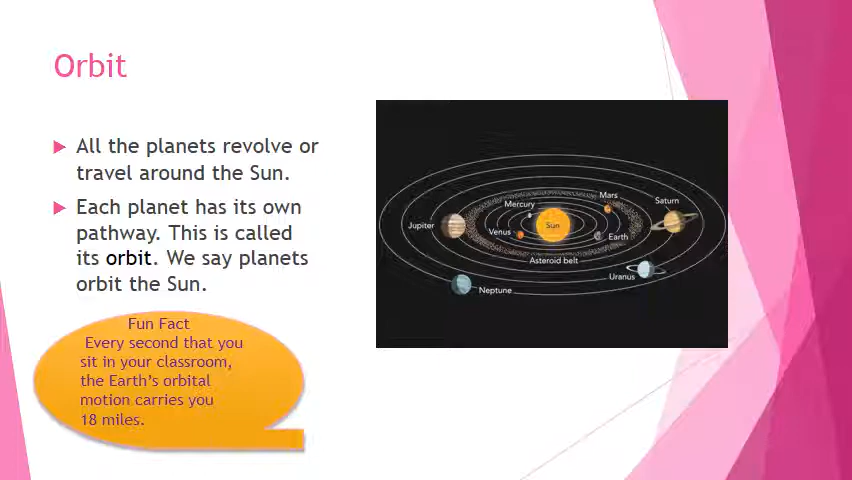 Orbit
All the planets revolve or
travel around the Sun.
Each planet has its own
pathway. This is called
its orbit. We say planets
orbit the Sun.
Fun Fact
Every second that you
sit in your classroom,
the Earth's orbital
motion carries you
18 miles.
Mars
Saturn
Mercury
Jupiter
Sun
Venus
Earth
Asteroid belt
Uranus
Neptune